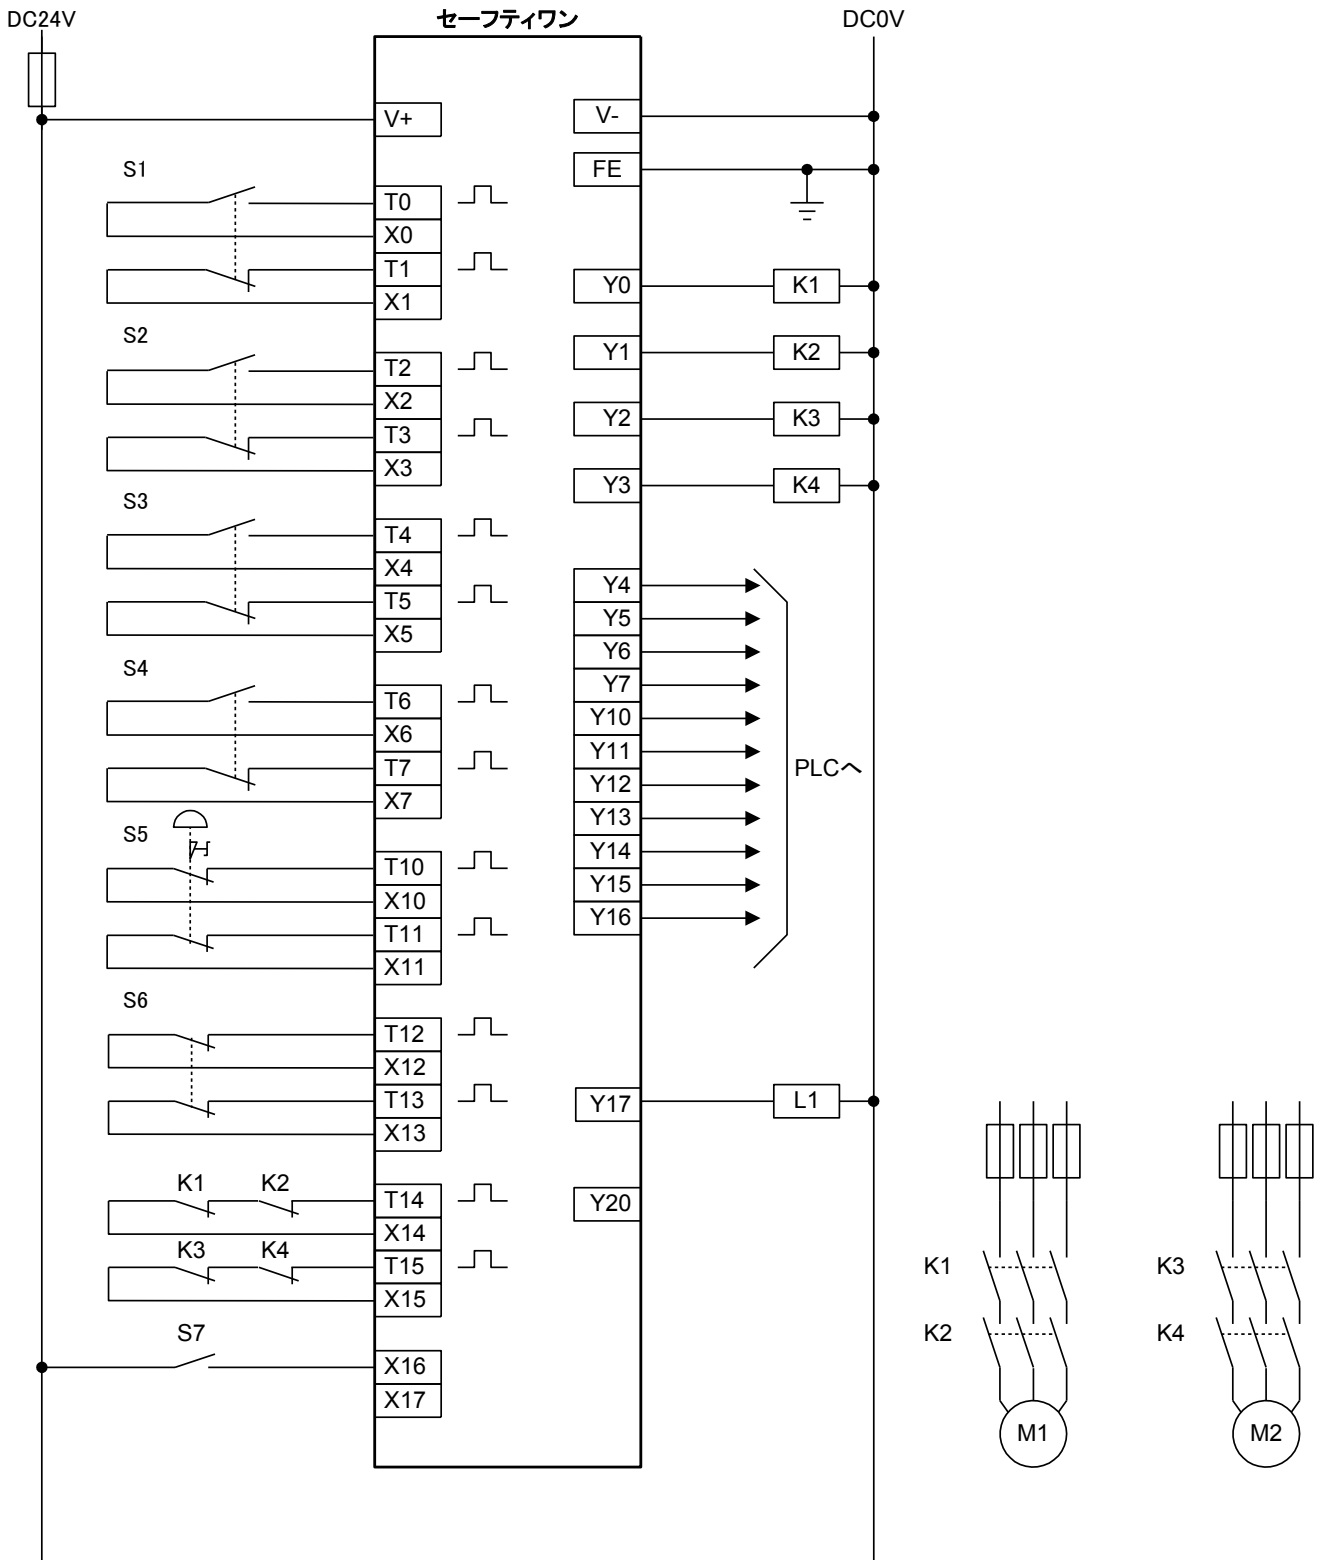 DC24V
セーフティワン
DC0V
V+
V-
S1
FE
T0
X0
T1
X1
Y0
K1
S2
T2
X2
T3
X3
Y1
K2
Y2
K3
S3
Y3
K4
T4
X4
T5
X5
Y4
Y5
Y6
Y7
Y10
Y11
Y12
Y13
Y14
Y15
Y16
PLCへ
S4
T6
X6
T7
X7
S5
T10
X10
T11
X11
S6
T12
X12
T13
X13
Y17
L1
K1
K2
T14
X14
Y20
K3
K4
T15
X15
S7
X16
X17
K1
K2
M1
K3
K4
M2